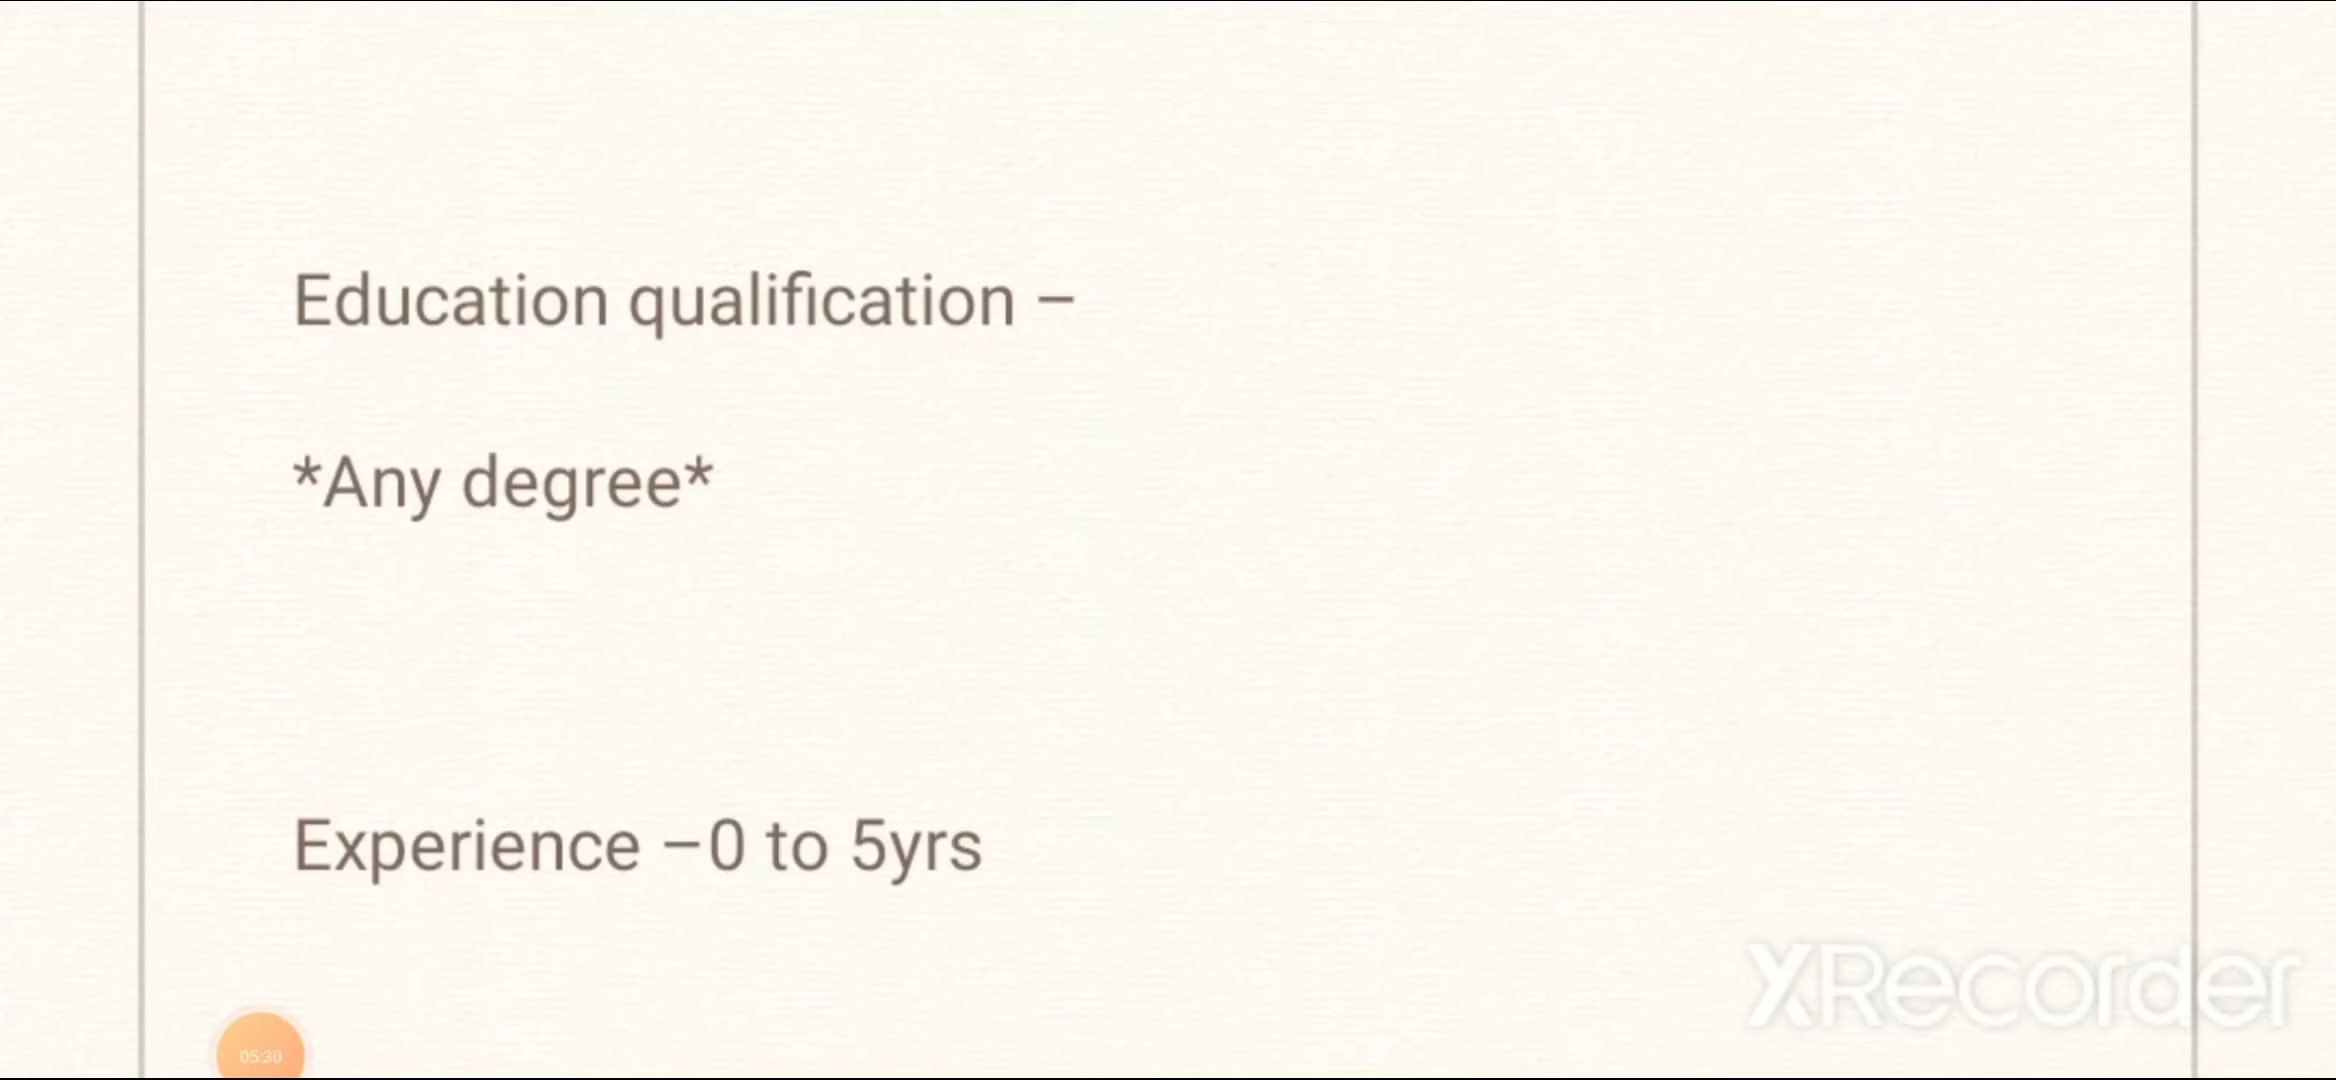 Education qualification –
*Any degree*
Experience –0 to 5yrs
XRecorder
05:30